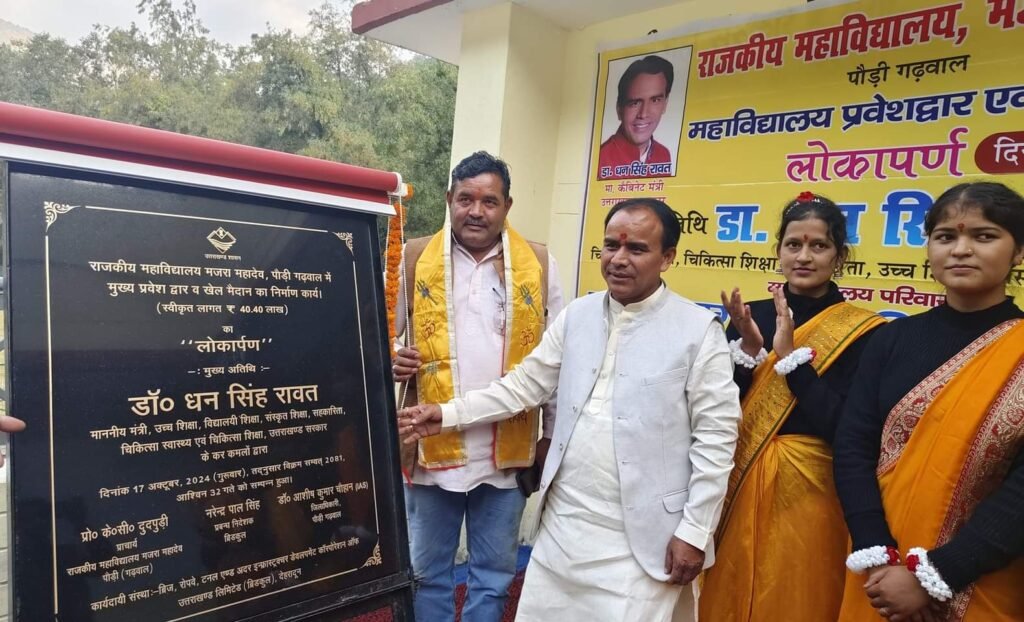 उत्तराखण्ड शासन
राजकीय महाविद्यालय मजरा महादेव, पौड़ी गढ़वाल में
मुख्य प्रवेश द्वार व खेल मैदान का निर्माण कार्य।
(स्वीकृत लागत ₹ 40.40 लाख)
का
''लोकार्पण''
-: मुख्य अतिथि :-
डॉ० धन सिंह रावत
माननीय मंत्री, उच्च शिक्षा, विद्यालयी शिक्षा, संस्कृत शिक्षा, सहकारिता,
चिकित्सा स्वास्थ्य एवं चिकित्सा शिक्षा, उत्तराखण्ड सरकार
के कर कमलों द्वारा
दिनांक 17 अक्टूबर, 2024 (गुरूवार), तद्नुसार विक्रम सम्वत् 2081,
आश्विन 32 गते को सम्पन्न हुआ।
प्रो० के०सी० दुदपुड़ी
प्राचार्य
राजकीय महाविद्यालय मजरा महादेव
पौड़ी (गढ़वाल)
नरेन्द्र पाल सिंह
प्रबन्ध निदेशक
ब्रिडकुल
डॉ० आशीष कुमार चौहान (IAS)
जिलाधिकारी,
पौड़ी गढ़वाल
कार्यदायी संस्था:- ब्रिज, रोपवे, टनल एण्ड अदर इन्फ्रास्ट्रक्चर डेवलपमेंट कॉरपोरेशन ऑफ
उत्तराखण्ड लिमिटेड (ब्रिडकुल), देहरादून
राजकीय महाविद्यालय,
पौड़ी गढ़वाल
महाविद्यालय प्रवेशद्वार
लोकापर्ण
डा. धन सिंह रावत
मा. कैबिनेट मंत्री
डा.
चिकित्सा शिक्षा
उच्च
परिवार